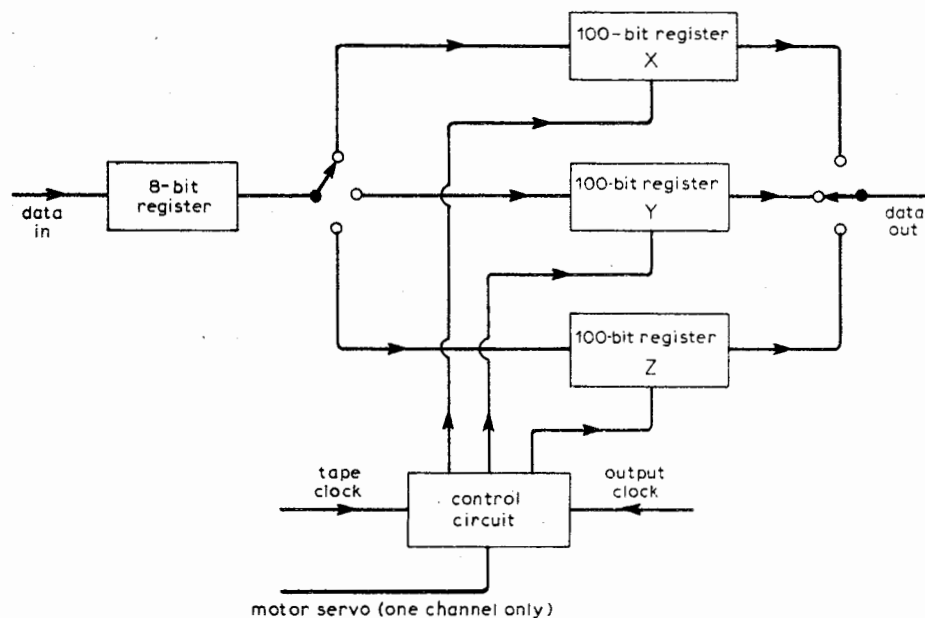 100-bit register
X
8-bit
register
data
in
100-bit register
Y
data
out
100-bit register
Z
tape
clock
output
clock
control
circuit
motor servo (one channel only)